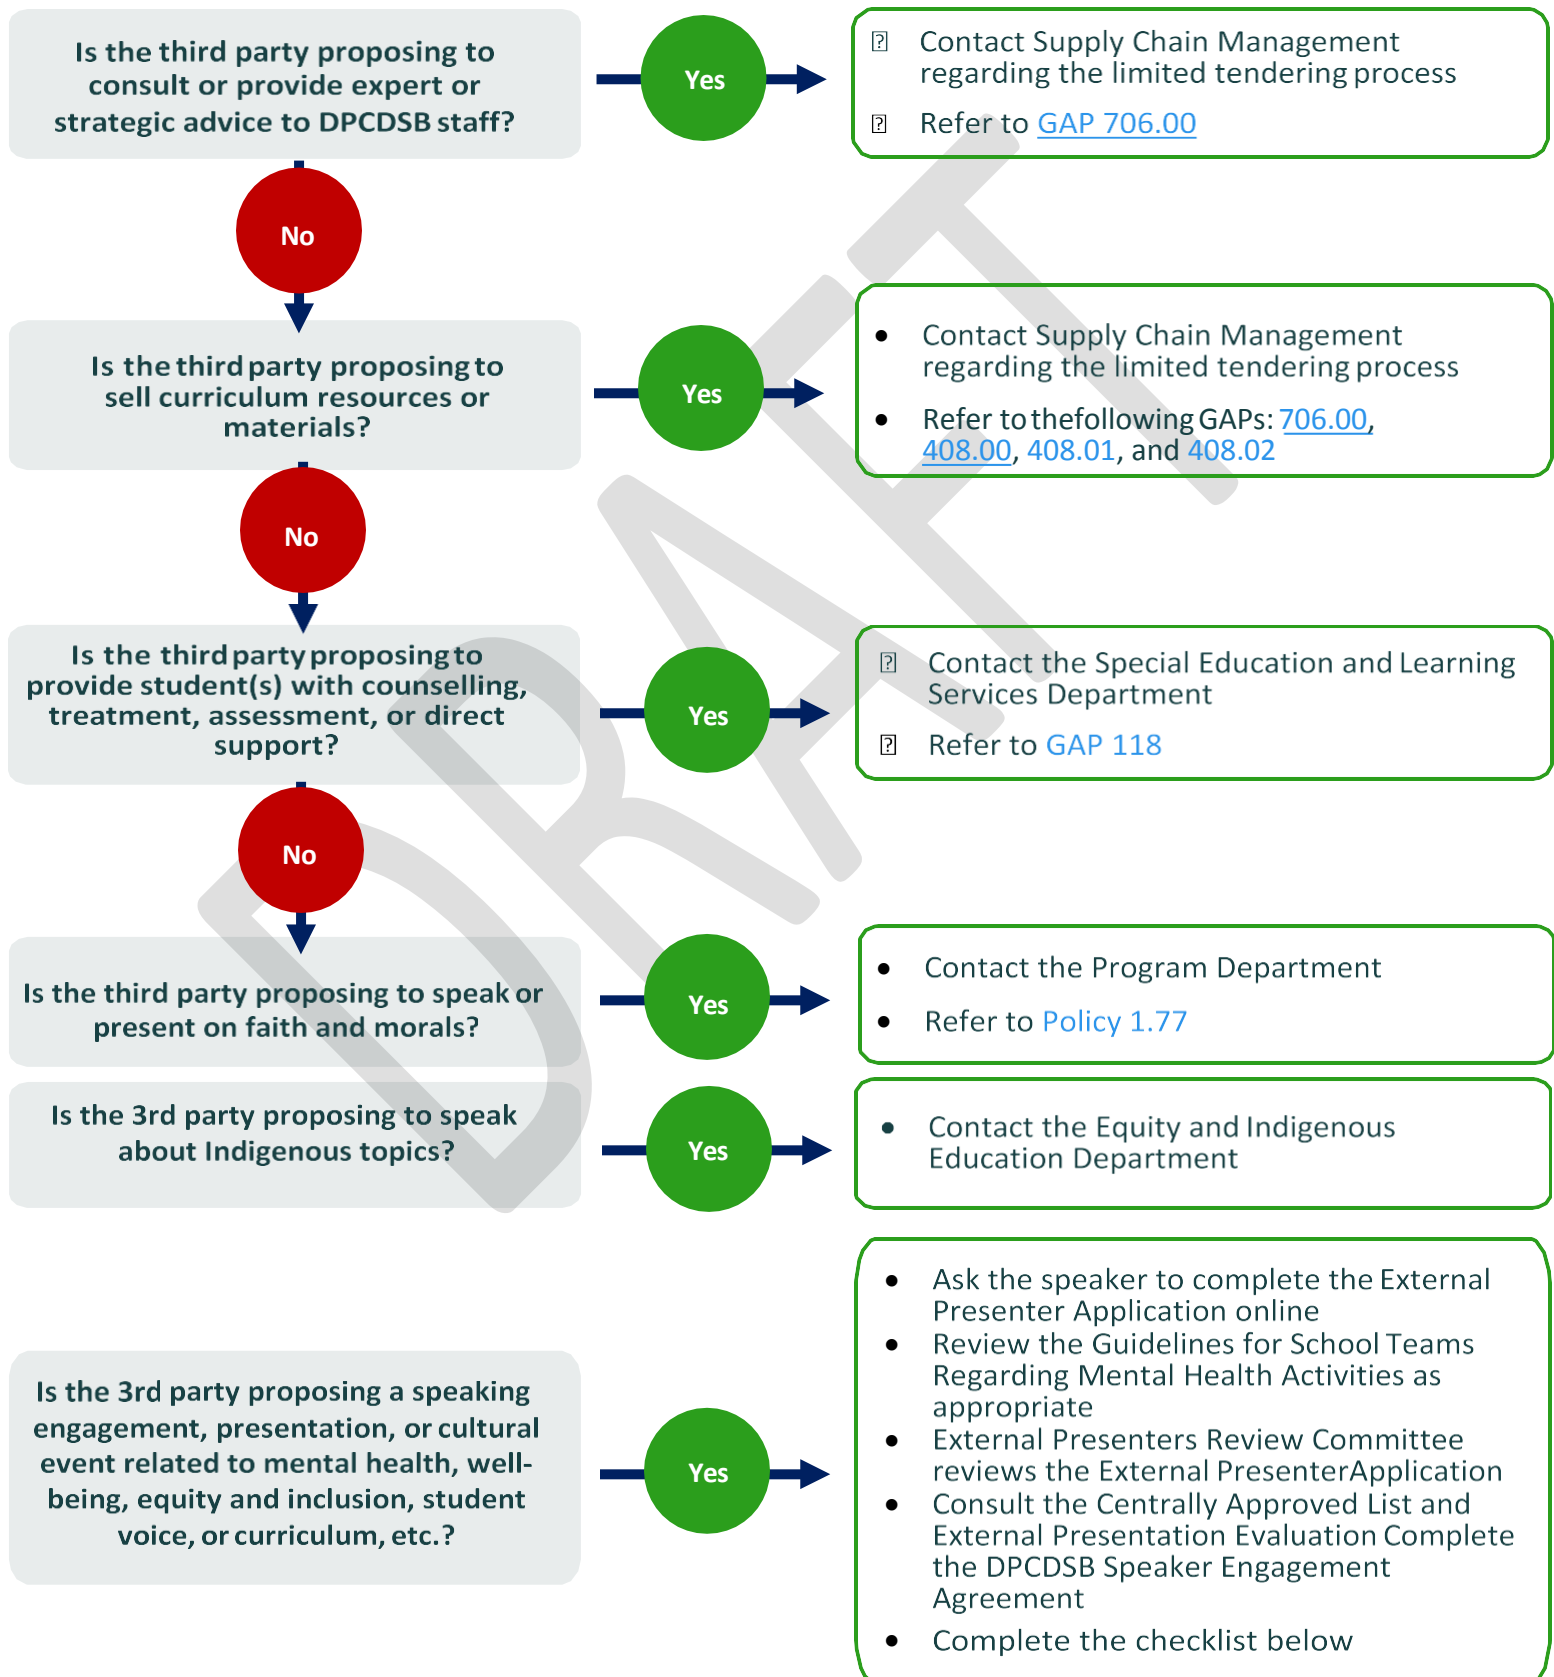 Is the third party proposing to
consult or provide expert or
strategic advice to DPCDSB staff?
Yes
Contact Supply Chain Management
regarding the limited tendering process
Refer to GAP 706.00
No
Is the third party proposing to
sell curriculum resources or
materials?
Yes
• Contact Supply Chain Management
regarding the limited tendering process
• Refer to the following GAPs: 706.00,
408.00, 408.01, and 408.02
No
Is the third party proposing to
provide student(s) with counselling,
treatment, assessment, or direct
support?
Yes
Contact the Special Education and Learning
Services Department
Refer to GAP 118
No
Is the third party proposing to speak or
present on faith and morals?
Yes
• Contact the Program Department
• Refer to Policy 1.77
Is the 3rd party proposing to speak
about Indigenous topics?
Yes
• Contact the Equity and Indigenous
Education Department
Is the 3rd party proposing a speaking
engagement, presentation, or cultural
event related to mental health, well-
being, equity and inclusion, student
voice, or curriculum, etc.?
Yes
• Ask the speaker to complete the External
Presenter Application online
• Review the Guidelines for School Teams
Regarding Mental Health Activities as
appropriate
• External Presenters Review Committee
reviews the External Presenter Application
• Consult the Centrally Approved List and
External Presentation Evaluation Complete
the DPCDSB Speaker Engagement
Agreement
• Complete the checklist below
DRAFT